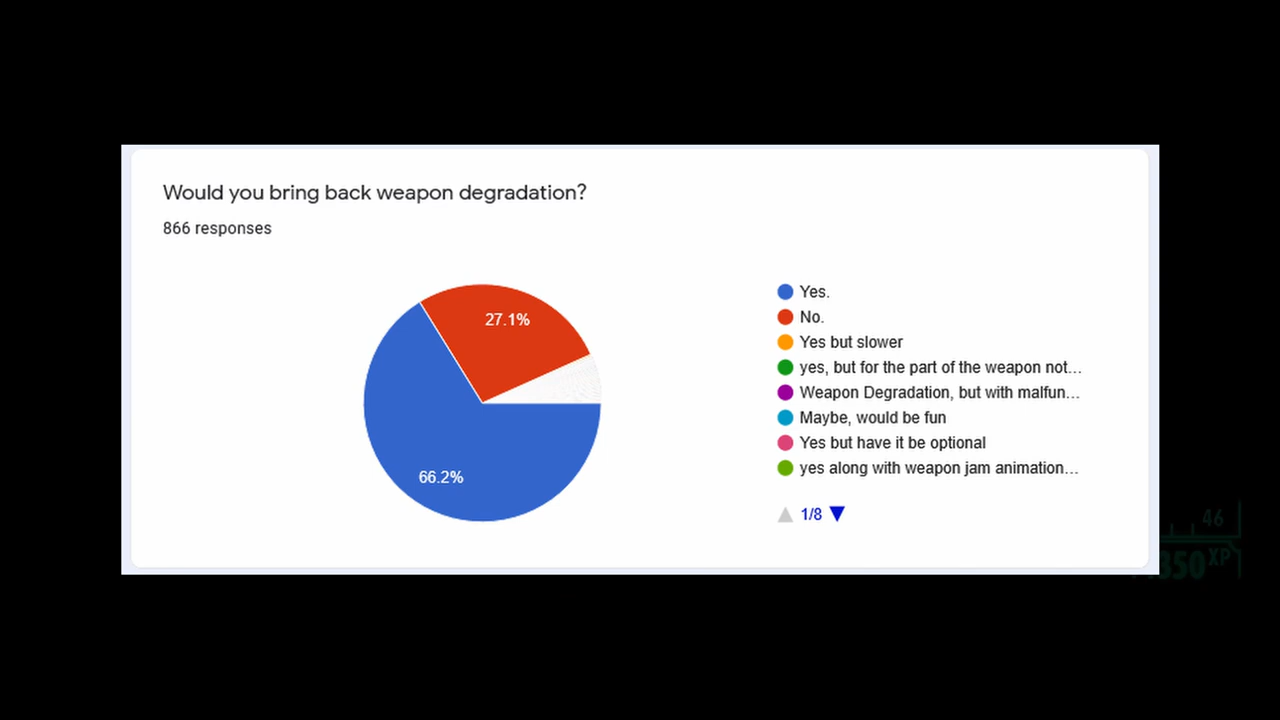 Would you bring back weapon degradation?
866 responses
27.1%
66.2%
Yes.
No.
Yes but slower
yes, but for the part of the weapon not...
Weapon Degradation, but with malfun...
Maybe, would be fun
Yes but have it be optional
yes along with weapon jam animation...
1/8
46
350 XP